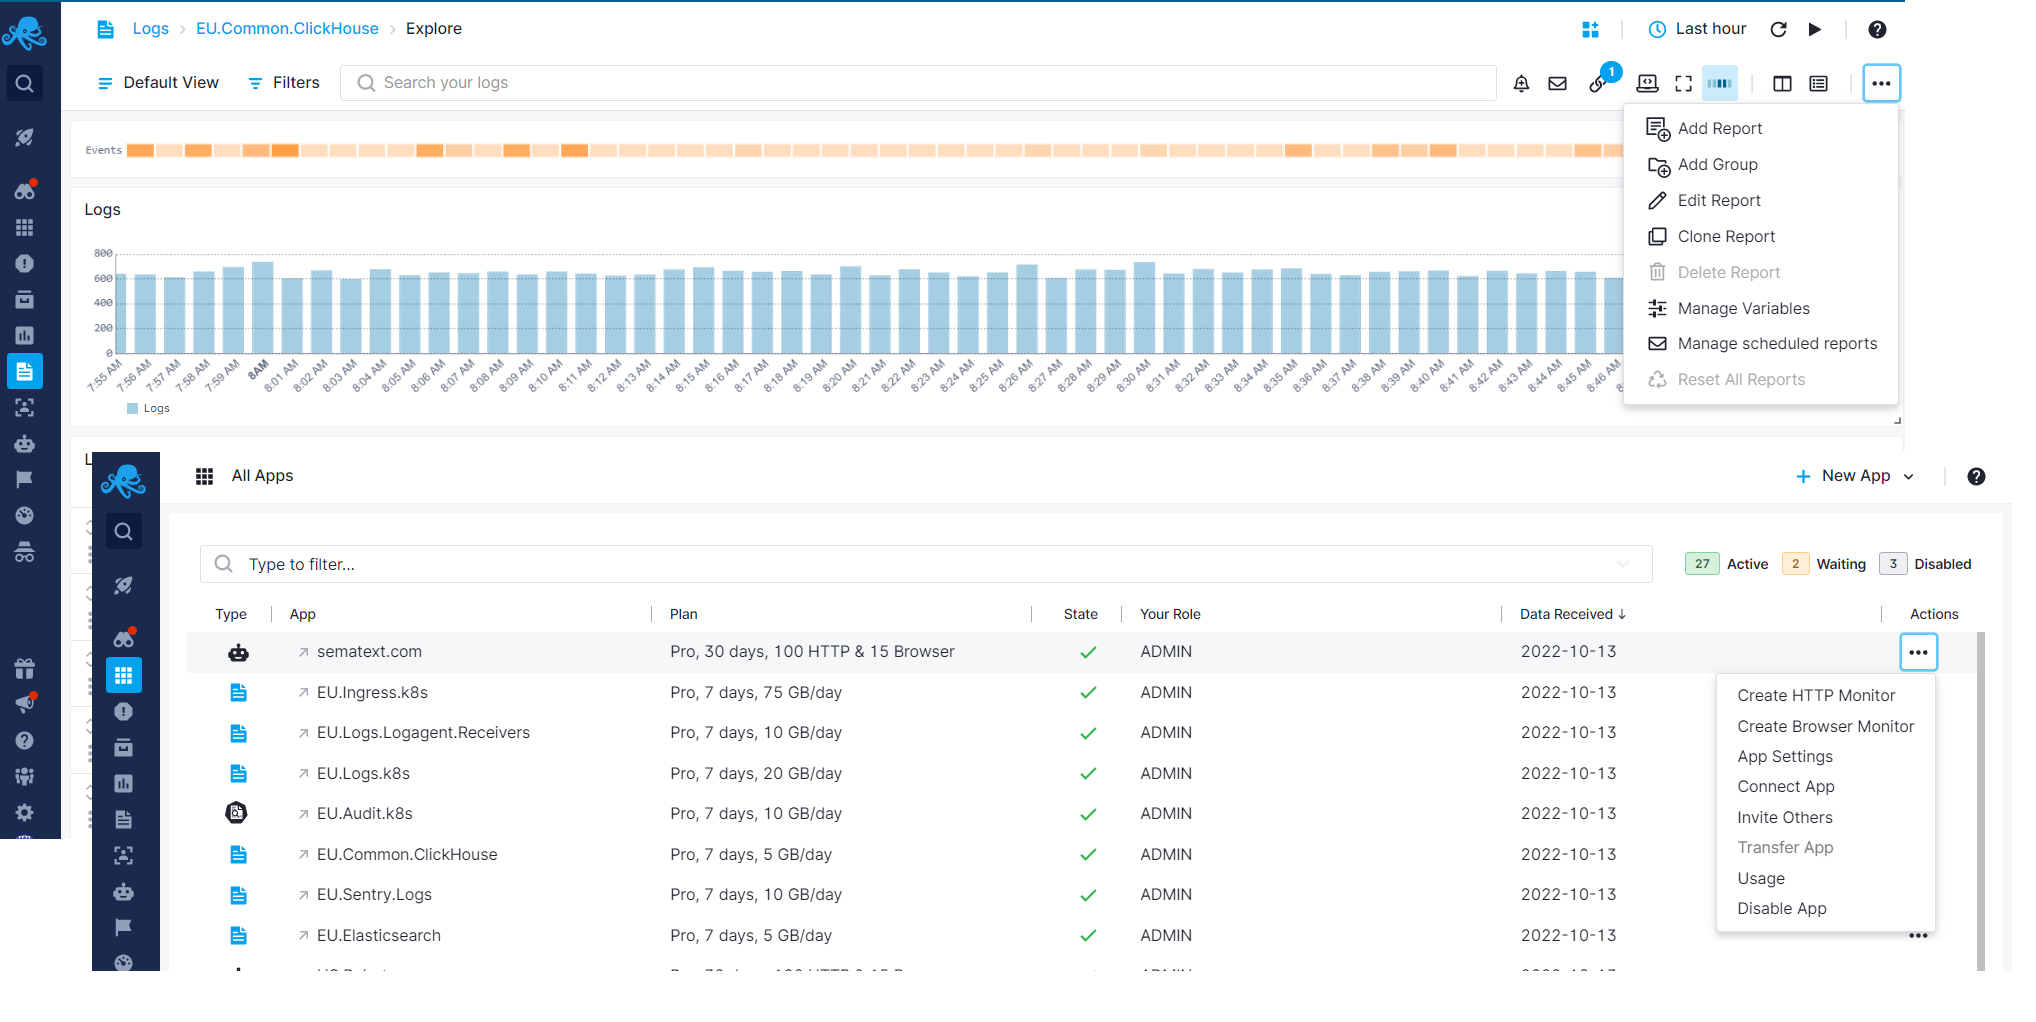 Logs > EU.Common.ClickHouse > Explore
Last hour
Default View
Filters
Search your logs
1
Add Report
Add Group
Edit Report
Clone Report
Delete Report
Manage Variables
Manage scheduled reports
Reset All Reports
Events
Logs
800
600
400
200
0
7:55 AM 7:56 AM 7:57 AM 7:58 AM 7:59 AM 8AM 8:01 AM 8:02 AM 8:03 AM 8:04 AM 8:05 AM 8:06 AM 8:07 AM 8:08 AM 8:09 AM 8:10 AM 8:11 AM 8:12 AM 8:13 AM 8:14 AM 8:15 AM 8:16 AM 8:17 AM 8:18 AM 8:19 AM 8:20 AM 8:21 AM 8:22 AM 8:23 AM 8:24 AM 8:25 AM 8:26 AM 8:27 AM 8:28 AM 8:29 AM 8:30 AM 8:31 AM 8:32 AM 8:33 AM 8:34 AM 8:35 AM 8:36 AM 8:37 AM 8:38 AM 8:39 AM 8:40 AM 8:41 AM 8:42 AM 8:43 AM 8:44 AM 8:45 AM 8:46 AM
Logs
All Apps
+ New App
Type to filter...
27 Active 2 Waiting 3 Disabled
Type App Plan State Your Role Data Received ↓ Actions
sematext.com Pro, 30 days, 100 HTTP & 15 Browser ADMIN 2022-10-13
EU.Ingress.k8s Pro, 7 days, 75 GB/day ADMIN 2022-10-13
EU.Logs.Logagent.Receivers Pro, 7 days, 10 GB/day ADMIN 2022-10-13
EU.Logs.k8s Pro, 7 days, 20 GB/day ADMIN 2022-10-13
EU.Audit.k8s Pro, 7 days, 10 GB/day ADMIN 2022-10-13
EU.Common.ClickHouse Pro, 7 days, 5 GB/day ADMIN 2022-10-13
EU.Sentry.Logs Pro, 7 days, 10 GB/day ADMIN 2022-10-13
EU.Elasticsearch Pro, 7 days, 5 GB/day ADMIN 2022-10-13
Create HTTP Monitor
Create Browser Monitor
App Settings
Connect App
Invite Others
Transfer App
Usage
Disable App